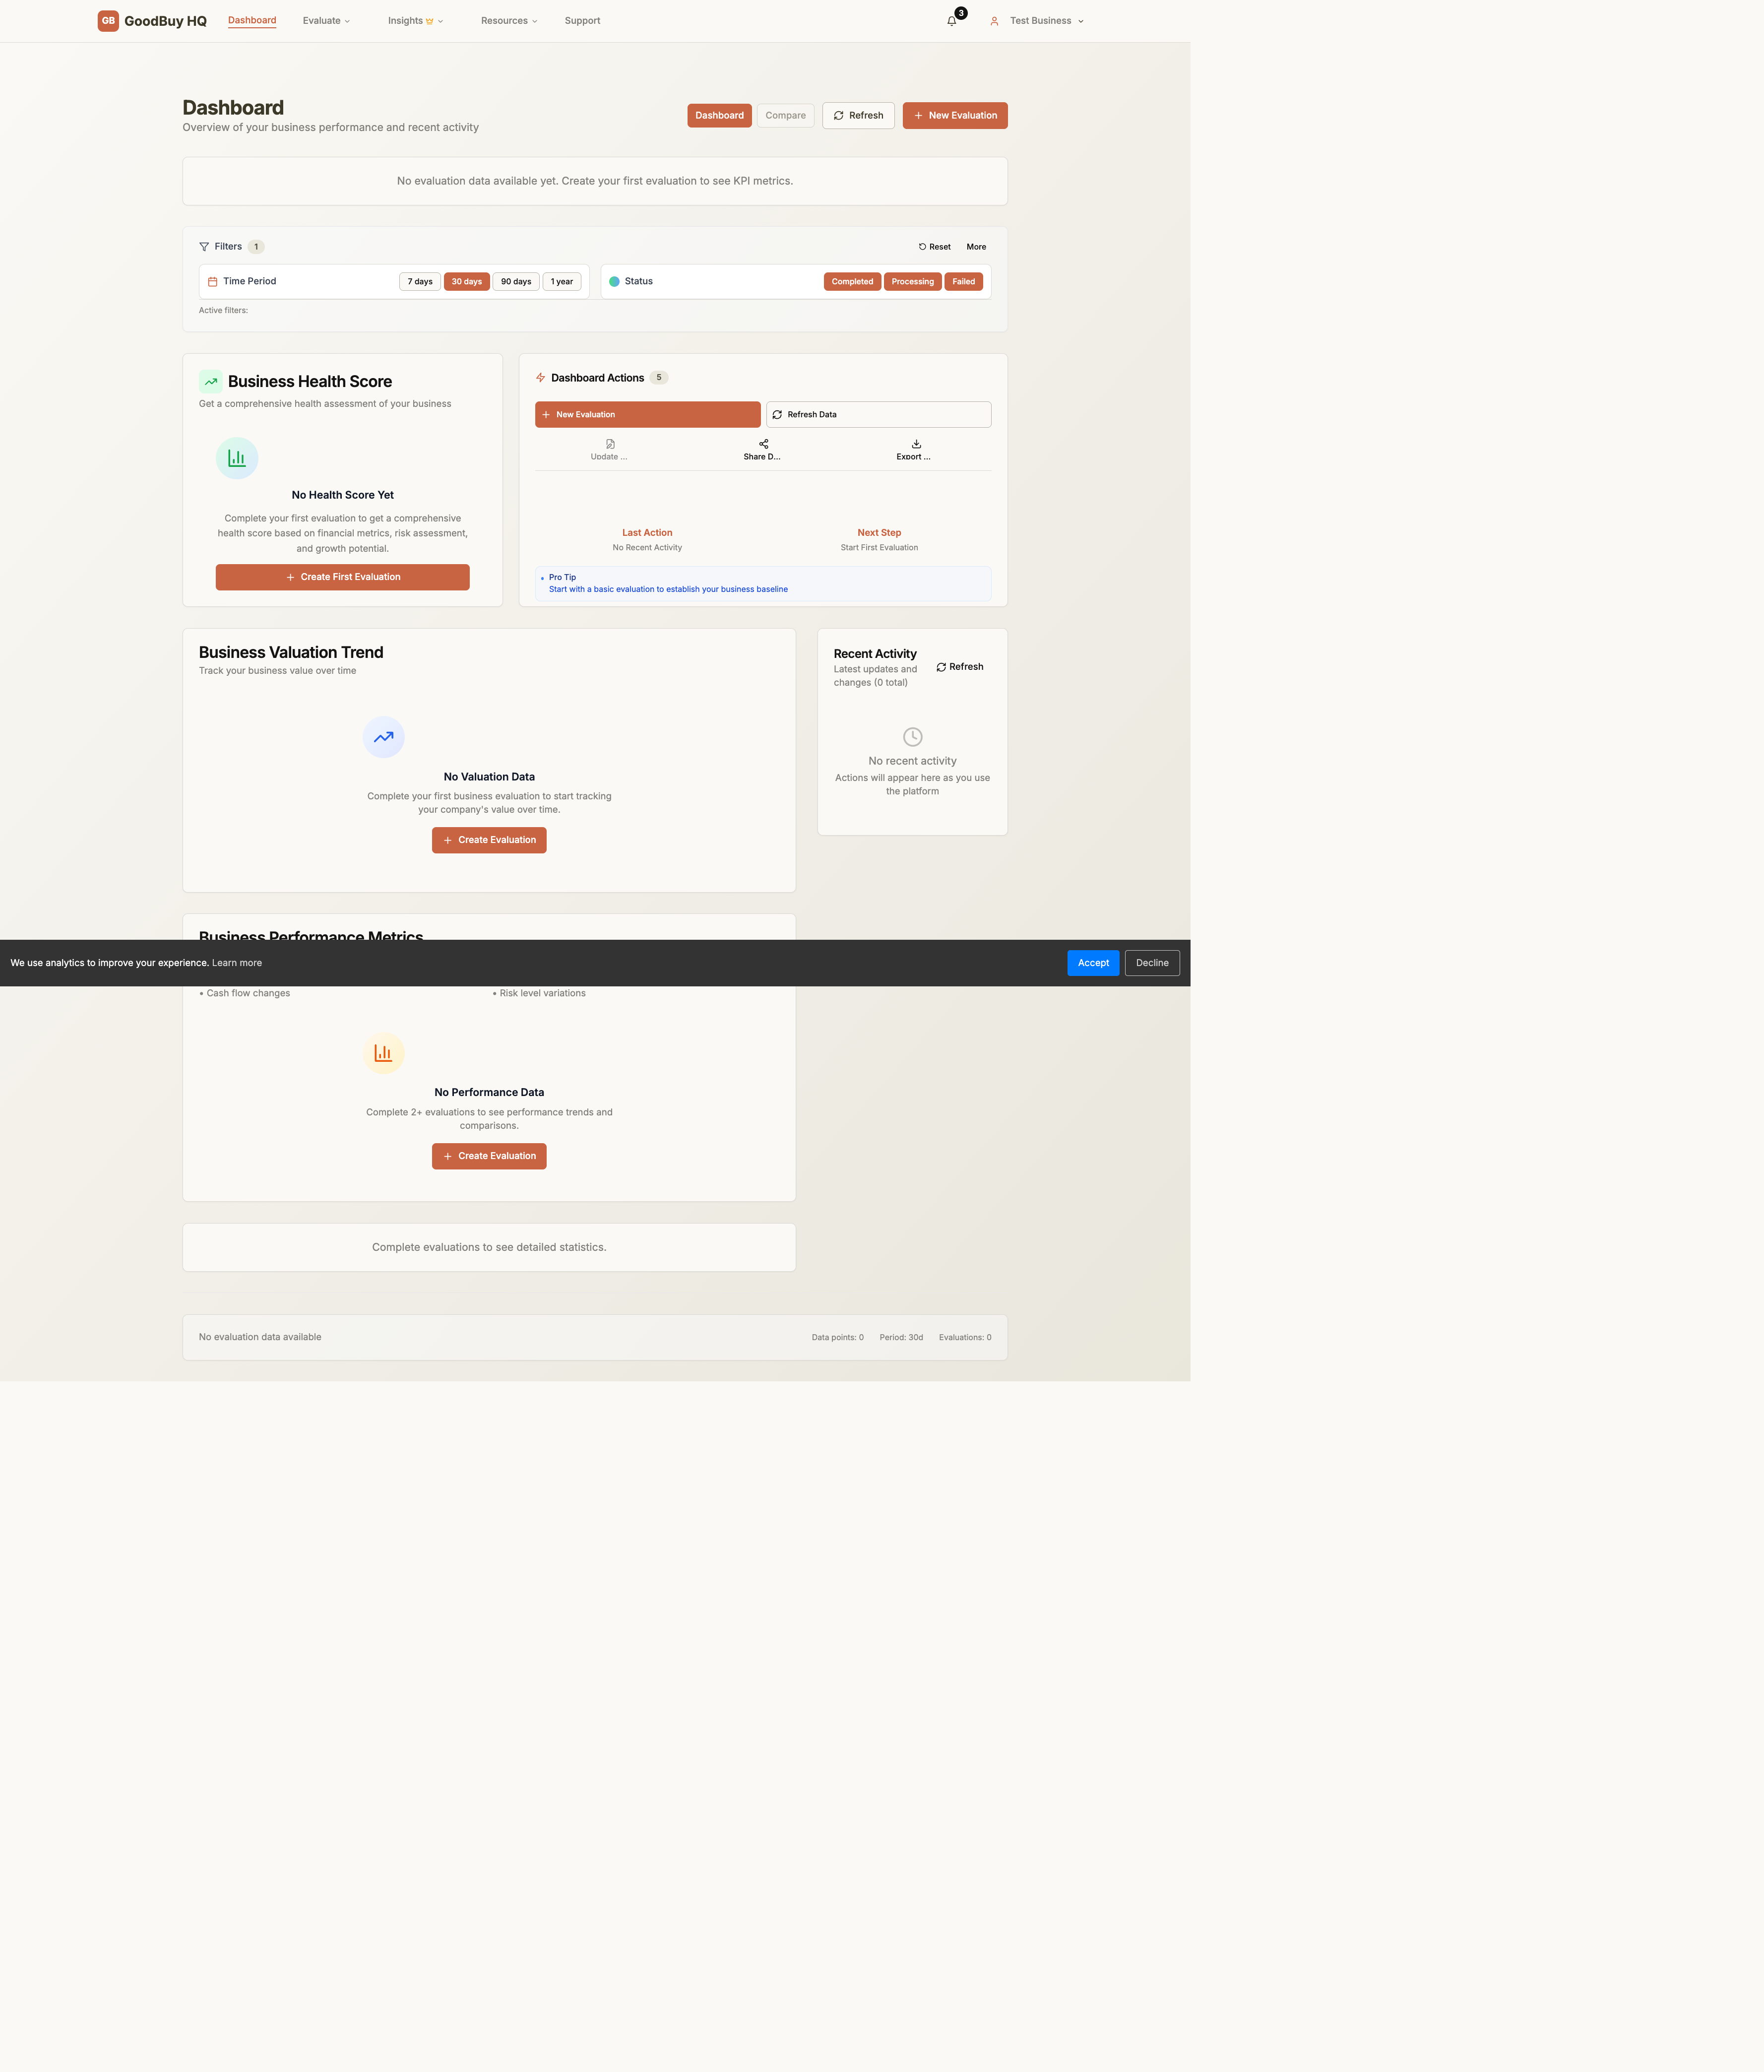 GB GoodBuy HQ Dashboard Evaluate Insights Resources Support 3 Test Business
Dashboard
Overview of your business performance and recent activity
Dashboard Compare Refresh New Evaluation
No evaluation data available yet. Create your first evaluation to see KPI metrics.
Filters 1 Reset More
Time Period 7 days 30 days 90 days 1 year Status Completed Processing Failed
Active filters:
Business Health Score
Get a comprehensive health assessment of your business
No Health Score Yet
Complete your first evaluation to get a comprehensive
health score based on financial metrics, risk assessment,
and growth potential.
Create First Evaluation
Dashboard Actions 5
New Evaluation Refresh Data
Update ... Share D... Export ...
Last Action Next Step
No Recent Activity Start First Evaluation
Pro Tip
Start with a basic evaluation to establish your business baseline
Business Valuation Trend
Track your business value over time
No Valuation Data
Complete your first business evaluation to start tracking
your company's value over time.
Create Evaluation
Recent Activity
Latest updates and
changes (0 total)
Refresh
No recent activity
Actions will appear here as you use
the platform
Business Performance Metrics
We use analytics to improve your experience. Learn more Accept Decline
• Cash flow changes • Risk level variations
No Performance Data
Complete 2+ evaluations to see performance trends and
comparisons.
Create Evaluation
Complete evaluations to see detailed statistics.
No evaluation data available Data points: 0 Period: 30d Evaluations: 0